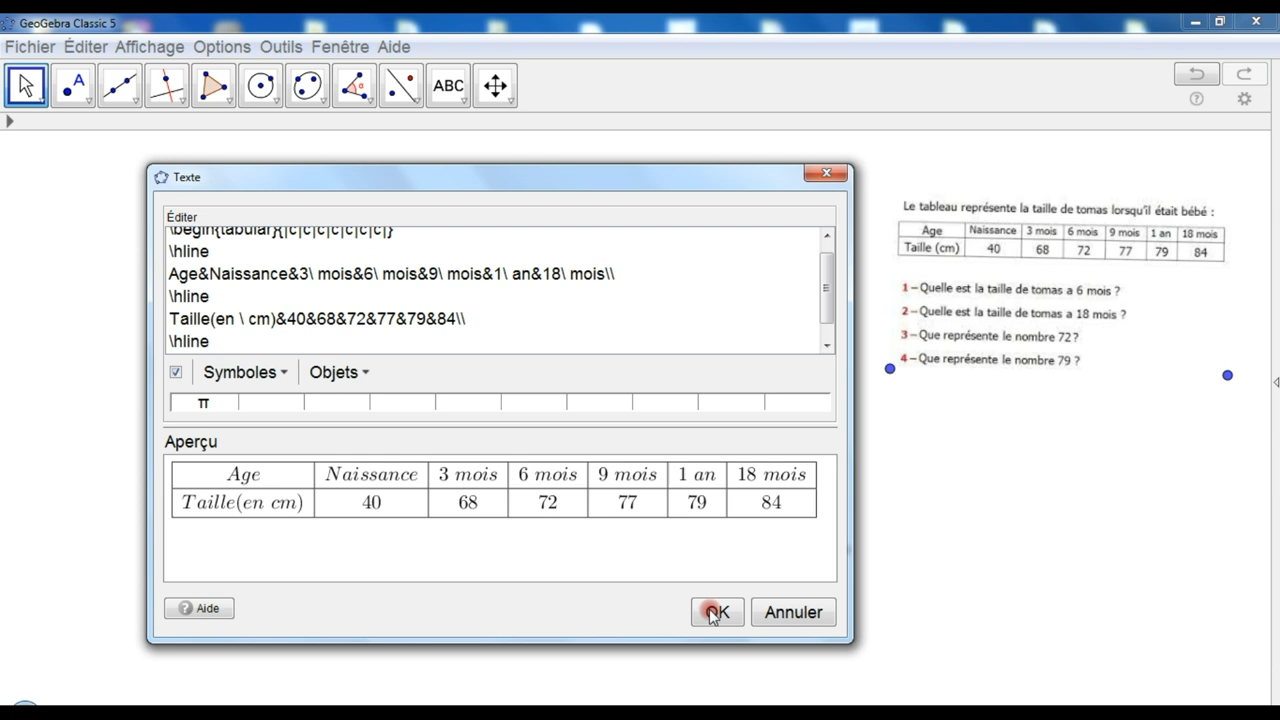 GeoGebra Classic 5
Fichier Éditer Affichage Options Outils Fenêtre Aide
A
α
ABC
Texte
Éditer
\begin{tabular}{|c|c|c|c|c|c|c|}
\hline
Age&Naissance&3\ mois&6\ mois&9\ mois&1\ an&18\ mois\\
\hline
Taille(en \ cm)&40&68&72&77&79&84\\
\hline
Symboles Objets
π
Aperçu
Age Naissance 3 mois 6 mois 9 mois 1 an 18 mois
Taille(en cm) 40 68 72 77 79 84
Aide OK Annuler
Le tableau représente la taille de tomas lorsqu'il était bébé :
Age Naissance 3 mois 6 mois 9 mois 1 an 18 mois
Taille (cm) 40 68 72 77 79 84
1 – Quelle est la taille de tomas a 6 mois ?
2 – Quelle est la taille de tomas a 18 mois ?
3 – Que représente le nombre 72 ?
4 – Que représente le nombre 79 ?